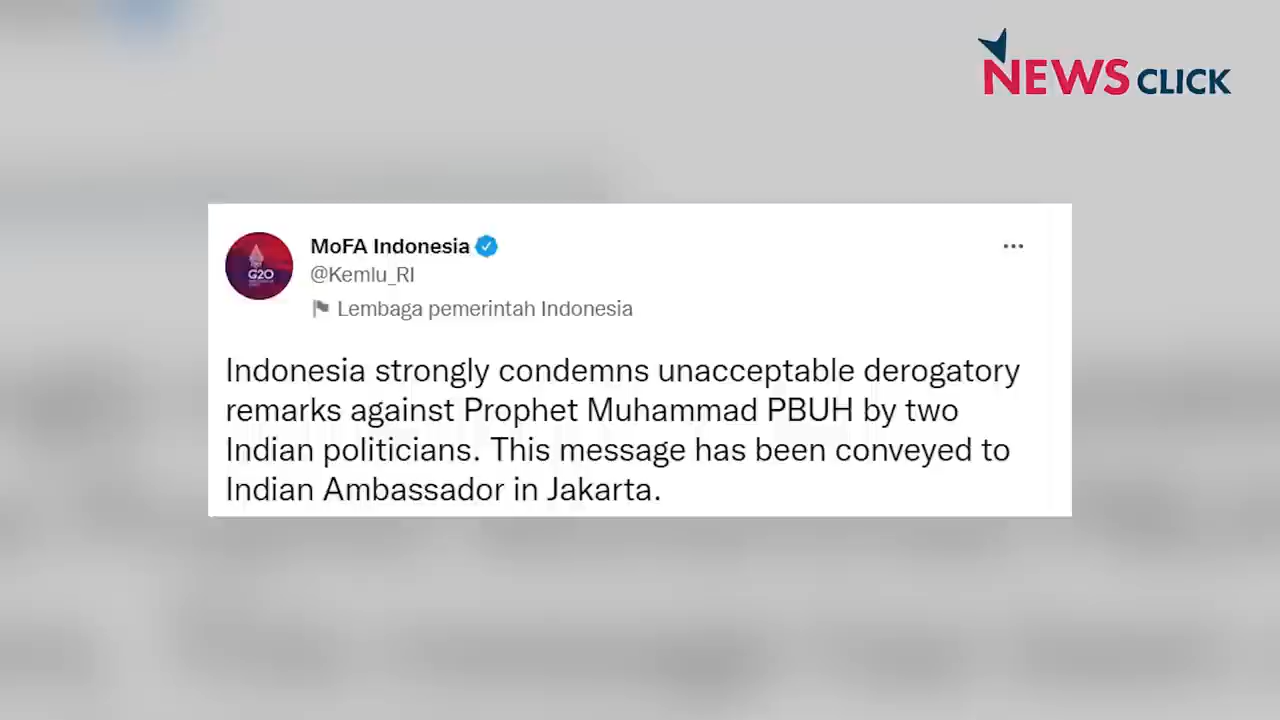 NEWS CLICK
MoFA Indonesia
G20
@Kemlu_RI
Lembaga pemerintah Indonesia
Indonesia strongly condemns unacceptable derogatory
remarks against Prophet Muhammad PBUH by two
Indian politicians. This message has been conveyed to
Indian Ambassador in Jakarta.